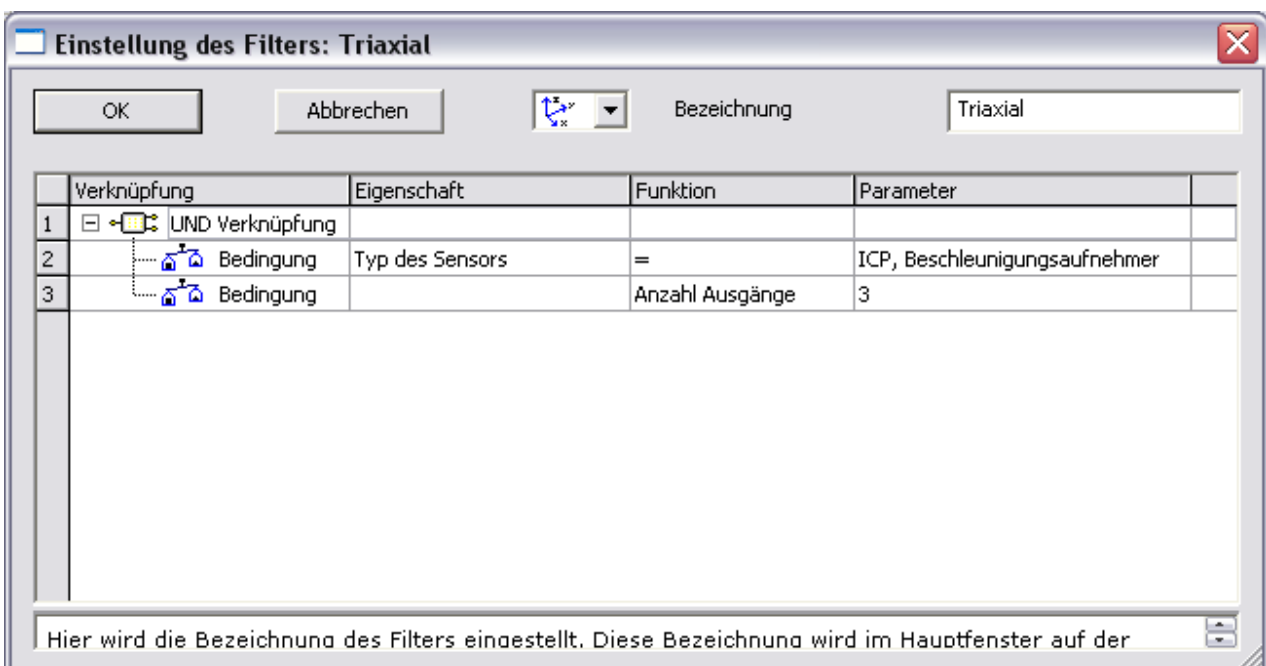 Einstellung des Filters: Triaxial
OK Abbrechen Bezeichnung Triaxial
Verknüpfung Eigenschaft Funktion Parameter
1 UND Verknüpfung
2 Bedingung Typ des Sensors = ICP, Beschleunigungsaufnehmer
3 Bedingung Anzahl Ausgänge 3
Hier wird die Bezeichnung des Filters eingestellt. Diese Bezeichnung wird im Hauptfenster auf der